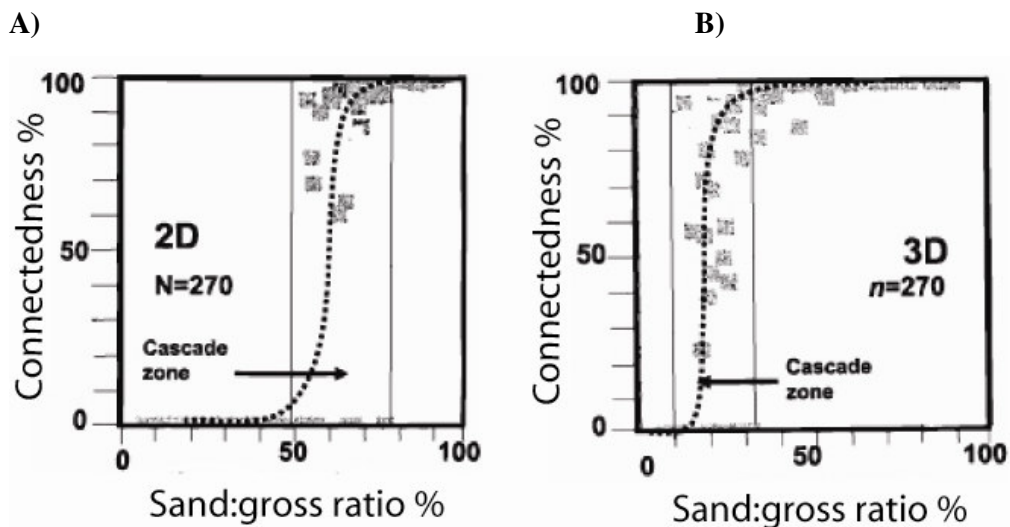 A)
B)
100
50
0
Connectedness %
2D
N=270
Cascade
zone
0
50
100
Sand:gross ratio %
100
50
0
Connectedness %
3D
n=270
Cascade
zone
0
50
100
Sand:gross ratio %